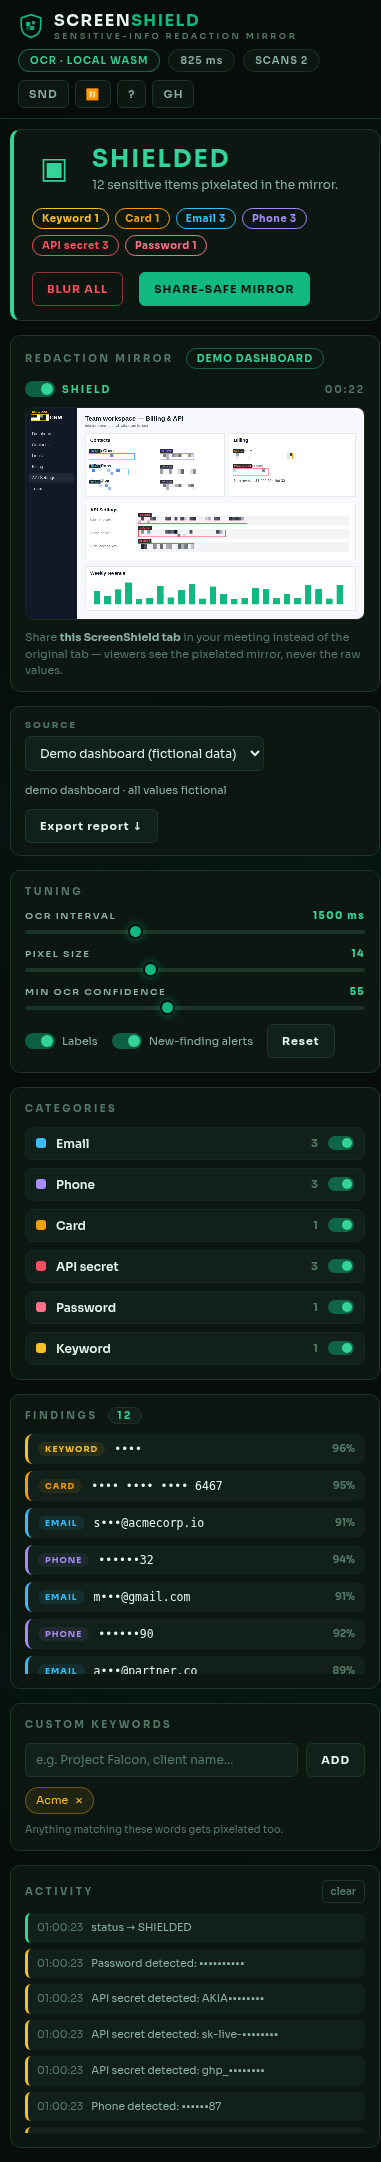 SCREENSHIELD
SENSITIVE-INFO REDACTION MIRROR
OCR · LOCAL WASM
825 ms
SCANS 2
SND
?
GH
SHIELDED
12 sensitive items pixelated in the mirror.
Keyword 1
Card 1
Email 3
Phone 3
API secret 3
Password 1
BLUR ALL
SHARE-SAFE MIRROR
REDACTION MIRROR
DEMO DASHBOARD
SHIELD
00:22
CRM
Billing
API Settings
Team workspace — Billing & API
Contacts
Billing
API Settings
Weekly Revenue
Share this ScreenShield tab in your meeting instead of the
original tab — viewers see the pixelated mirror, never the raw
values.
SOURCE
Demo dashboard (fictional data)
demo dashboard · all values fictional
Export report ↓
TUNING
OCR INTERVAL
1500 ms
PIXEL SIZE
14
MIN OCR CONFIDENCE
55
Labels
New-finding alerts
Reset
CATEGORIES
Email
3
Phone
3
Card
1
API secret
3
Password
1
Keyword
1
FINDINGS
12
KEYWORD
••••
96%
CARD
•••• •••• •••• 6467
95%
EMAIL
s•••@acmecorp.io
91%
PHONE
••••••32
94%
EMAIL
m•••@gmail.com
91%
PHONE
••••••90
92%
EMAIL
a•••@partner.co
89%
CUSTOM KEYWORDS
e.g. Project Falcon, client name...
ADD
Acme ×
Anything matching these words gets pixelated too.
ACTIVITY
clear
01:00:23 status → SHIELDED
01:00:23 Password detected: ••••••••••
01:00:23 API secret detected: AKIA••••••••
01:00:23 API secret detected: sk-live-••••••••
01:00:23 API secret detected: ghp_••••••••
01:00:23 Phone detected: ••••••87